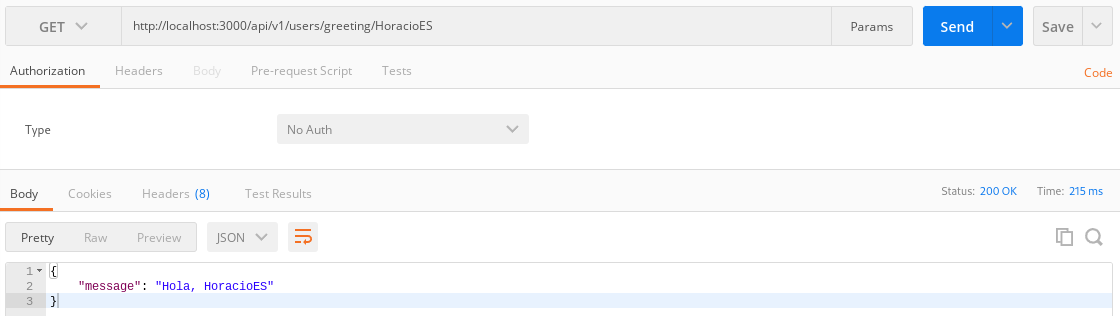 GET http://localhost:3000/api/v1/users/greeting/HoracioES Params Send Save
Authorization Headers Body Pre-request Script Tests Code
Type No Auth
Body Cookies Headers (8) Test Results Status: 200 OK Time: 215 ms
Pretty Raw Preview JSON
1 {
2 "message": "Hola, HoracioES"
3 }